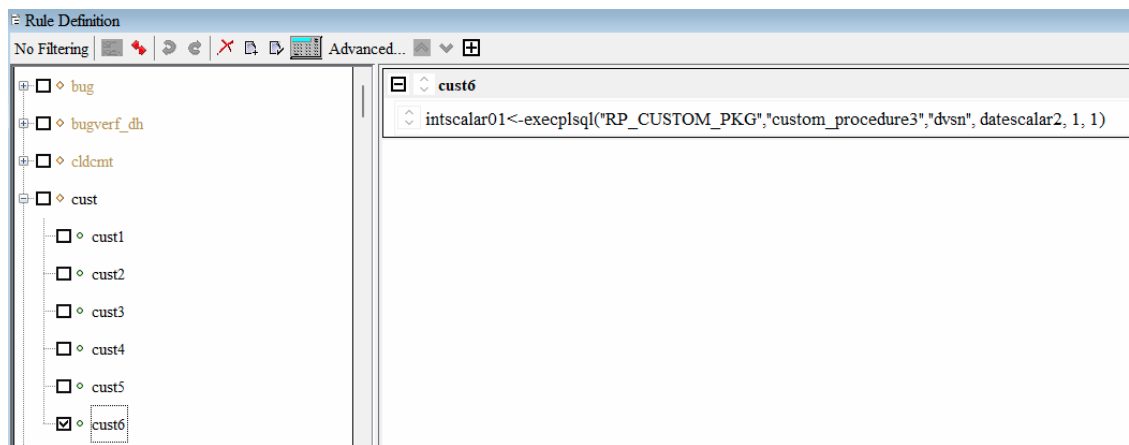 Rule Definition
No Filtering Advanced...
bug
bugverf_dh
cldcmt
cust
cust1
cust2
cust3
cust4
cust5
cust6
cust6
intscalar01<-execplsql("RP_CUSTOM_PKG","custom_procedure3","dvsn", datescalar2, 1, 1)